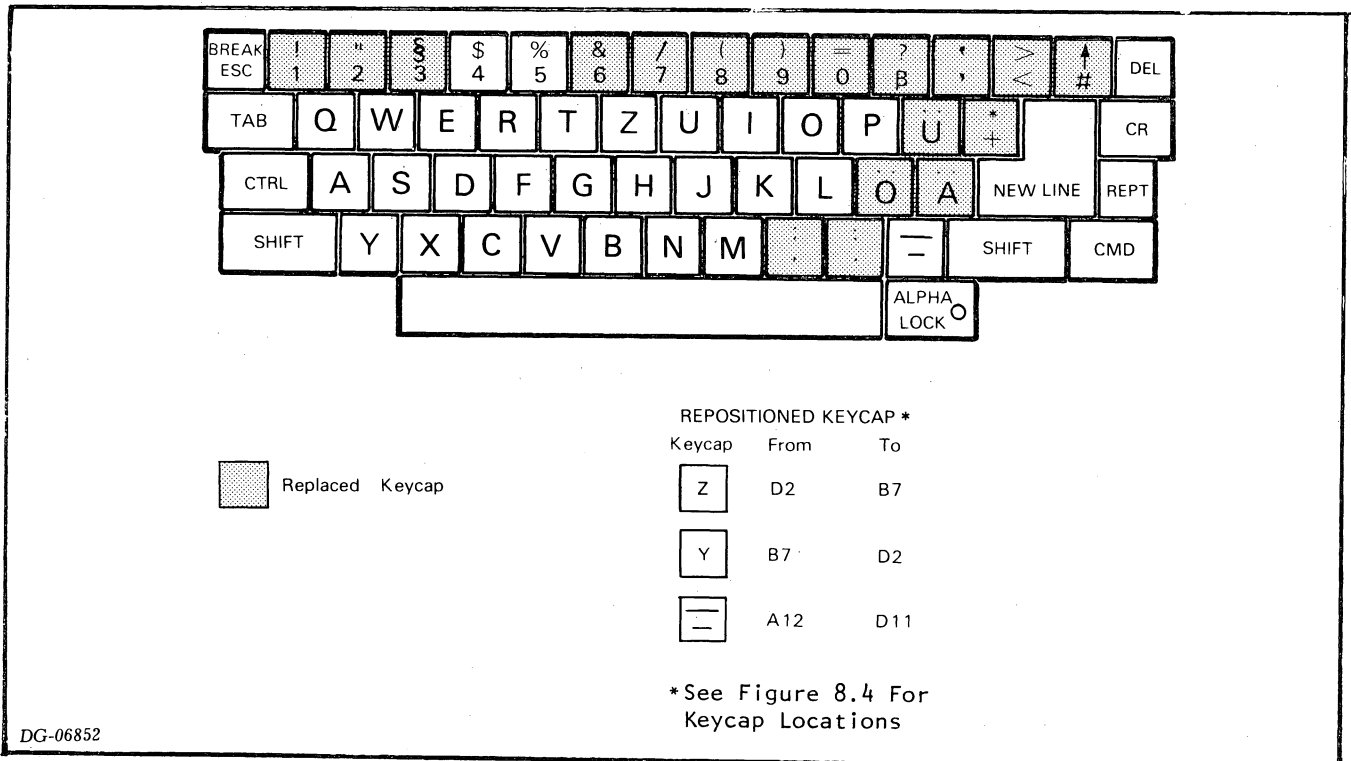 BREAK ESC ! 1 " 2 § 3 $ 4 % 5 & 6 / 7 ( 8 ) 9 = 0 ? β ' , > < ↑ # DEL
TAB Q W E R T Z U I O P U * + CR
CTRL A S D F G H J K L O A NEW LINE REPT
SHIFT Y X C V B N M ; , : . — – SHIFT CMD
ALPHA LOCK
REPOSITIONED KEYCAP *
Keycap From To
Replaced Keycap
Z D2 B7
Y B7 D2
— – A12 D11
*See Figure 8.4 For
Keycap Locations
DG-06852